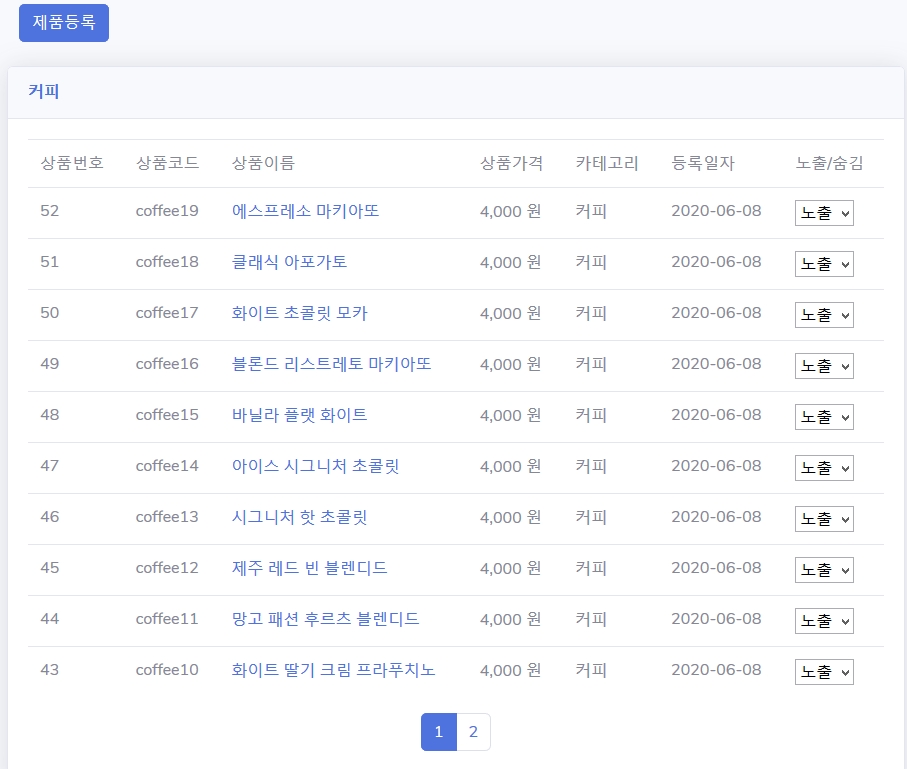 제품등록
커피
상품번호 상품코드 상품이름 상품가격 카테고리 등록일자 노출/숨김
52 coffee19 에스프레소 마키아또 4,000 원 커피 2020-06-08 노출
51 coffee18 클래식 아포가토 4,000 원 커피 2020-06-08 노출
50 coffee17 화이트 초콜릿 모카 4,000 원 커피 2020-06-08 노출
49 coffee16 블론드 리스트레토 마키아또 4,000 원 커피 2020-06-08 노출
48 coffee15 바닐라 플랫 화이트 4,000 원 커피 2020-06-08 노출
47 coffee14 아이스 시그니처 초콜릿 4,000 원 커피 2020-06-08 노출
46 coffee13 시그니처 핫 초콜릿 4,000 원 커피 2020-06-08 노출
45 coffee12 제주 레드 빈 블렌디드 4,000 원 커피 2020-06-08 노출
44 coffee11 망고 패션 후르츠 블렌디드 4,000 원 커피 2020-06-08 노출
43 coffee10 화이트 딸기 크림 프라푸치노 4,000 원 커피 2020-06-08 노출
1 2